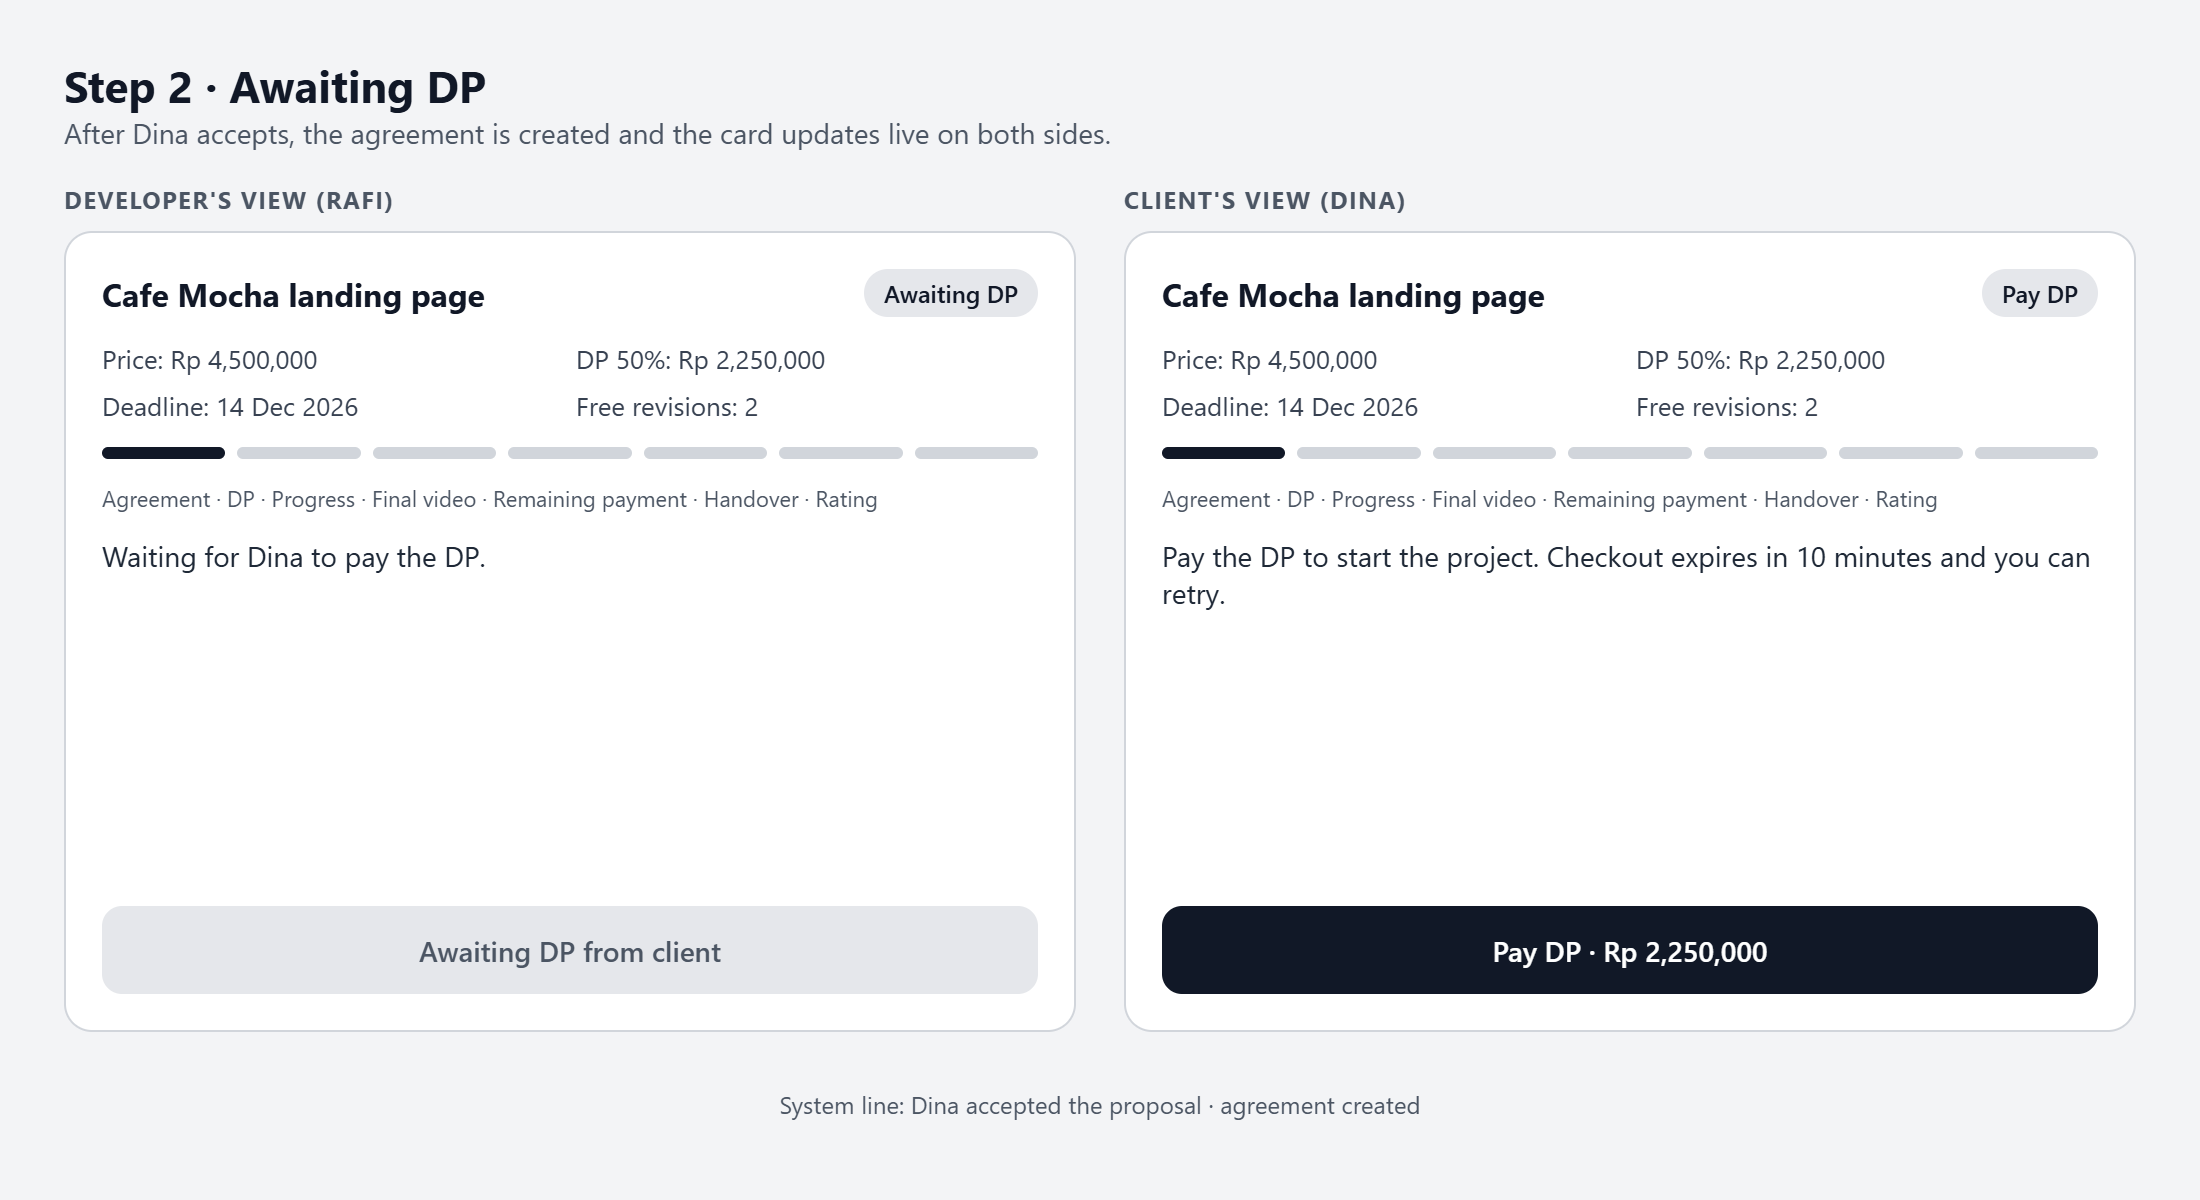 Step 2 · Awaiting DP
After Dina accepts, the agreement is created and the card updates live on both sides.
DEVELOPER'S VIEW (RAFI)
Cafe Mocha landing page
Awaiting DP
Price: Rp 4,500,000
DP 50%: Rp 2,250,000
Deadline: 14 Dec 2026
Free revisions: 2
Agreement · DP · Progress · Final video · Remaining payment · Handover · Rating
Waiting for Dina to pay the DP.
Awaiting DP from client
CLIENT'S VIEW (DINA)
Cafe Mocha landing page
Pay DP
Price: Rp 4,500,000
DP 50%: Rp 2,250,000
Deadline: 14 Dec 2026
Free revisions: 2
Agreement · DP · Progress · Final video · Remaining payment · Handover · Rating
Pay the DP to start the project. Checkout expires in 10 minutes and you can
retry.
Pay DP · Rp 2,250,000
System line: Dina accepted the proposal · agreement created